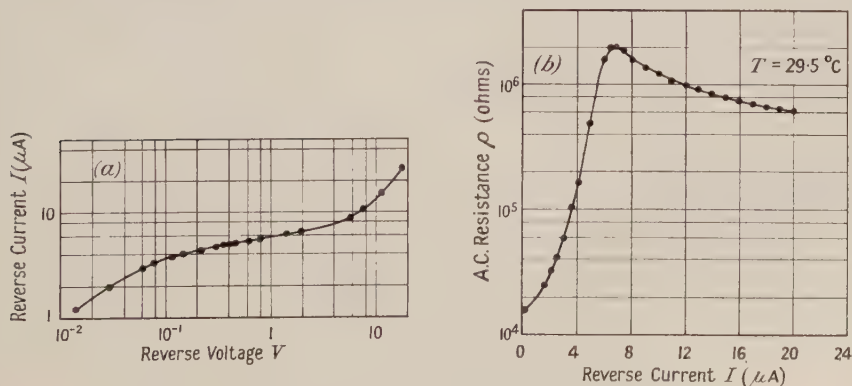 (a)
Reverse Current I (μA)
10
1
10⁻²
10⁻¹
1
10
Reverse Voltage V
(b)
T = 29·5 °C
A.C. Resistance ρ (ohms)
10⁶
10⁵
10⁴
0
4
8
12
16
20
24
Reverse Current I (μA)